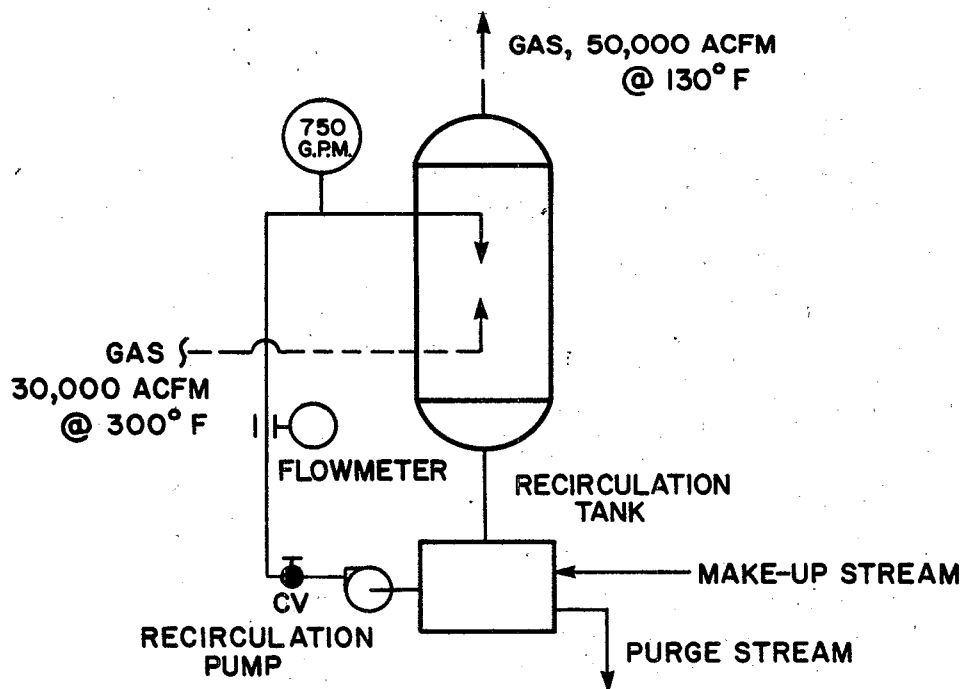 GAS, 50,000 ACFM
@ 130° F
750
G.P.M.
GAS
30,000 ACFM
@ 300° F
FLOWMETER
RECIRCULATION
TANK
MAKE-UP STREAM
CV
RECIRCULATION
PUMP
PURGE STREAM